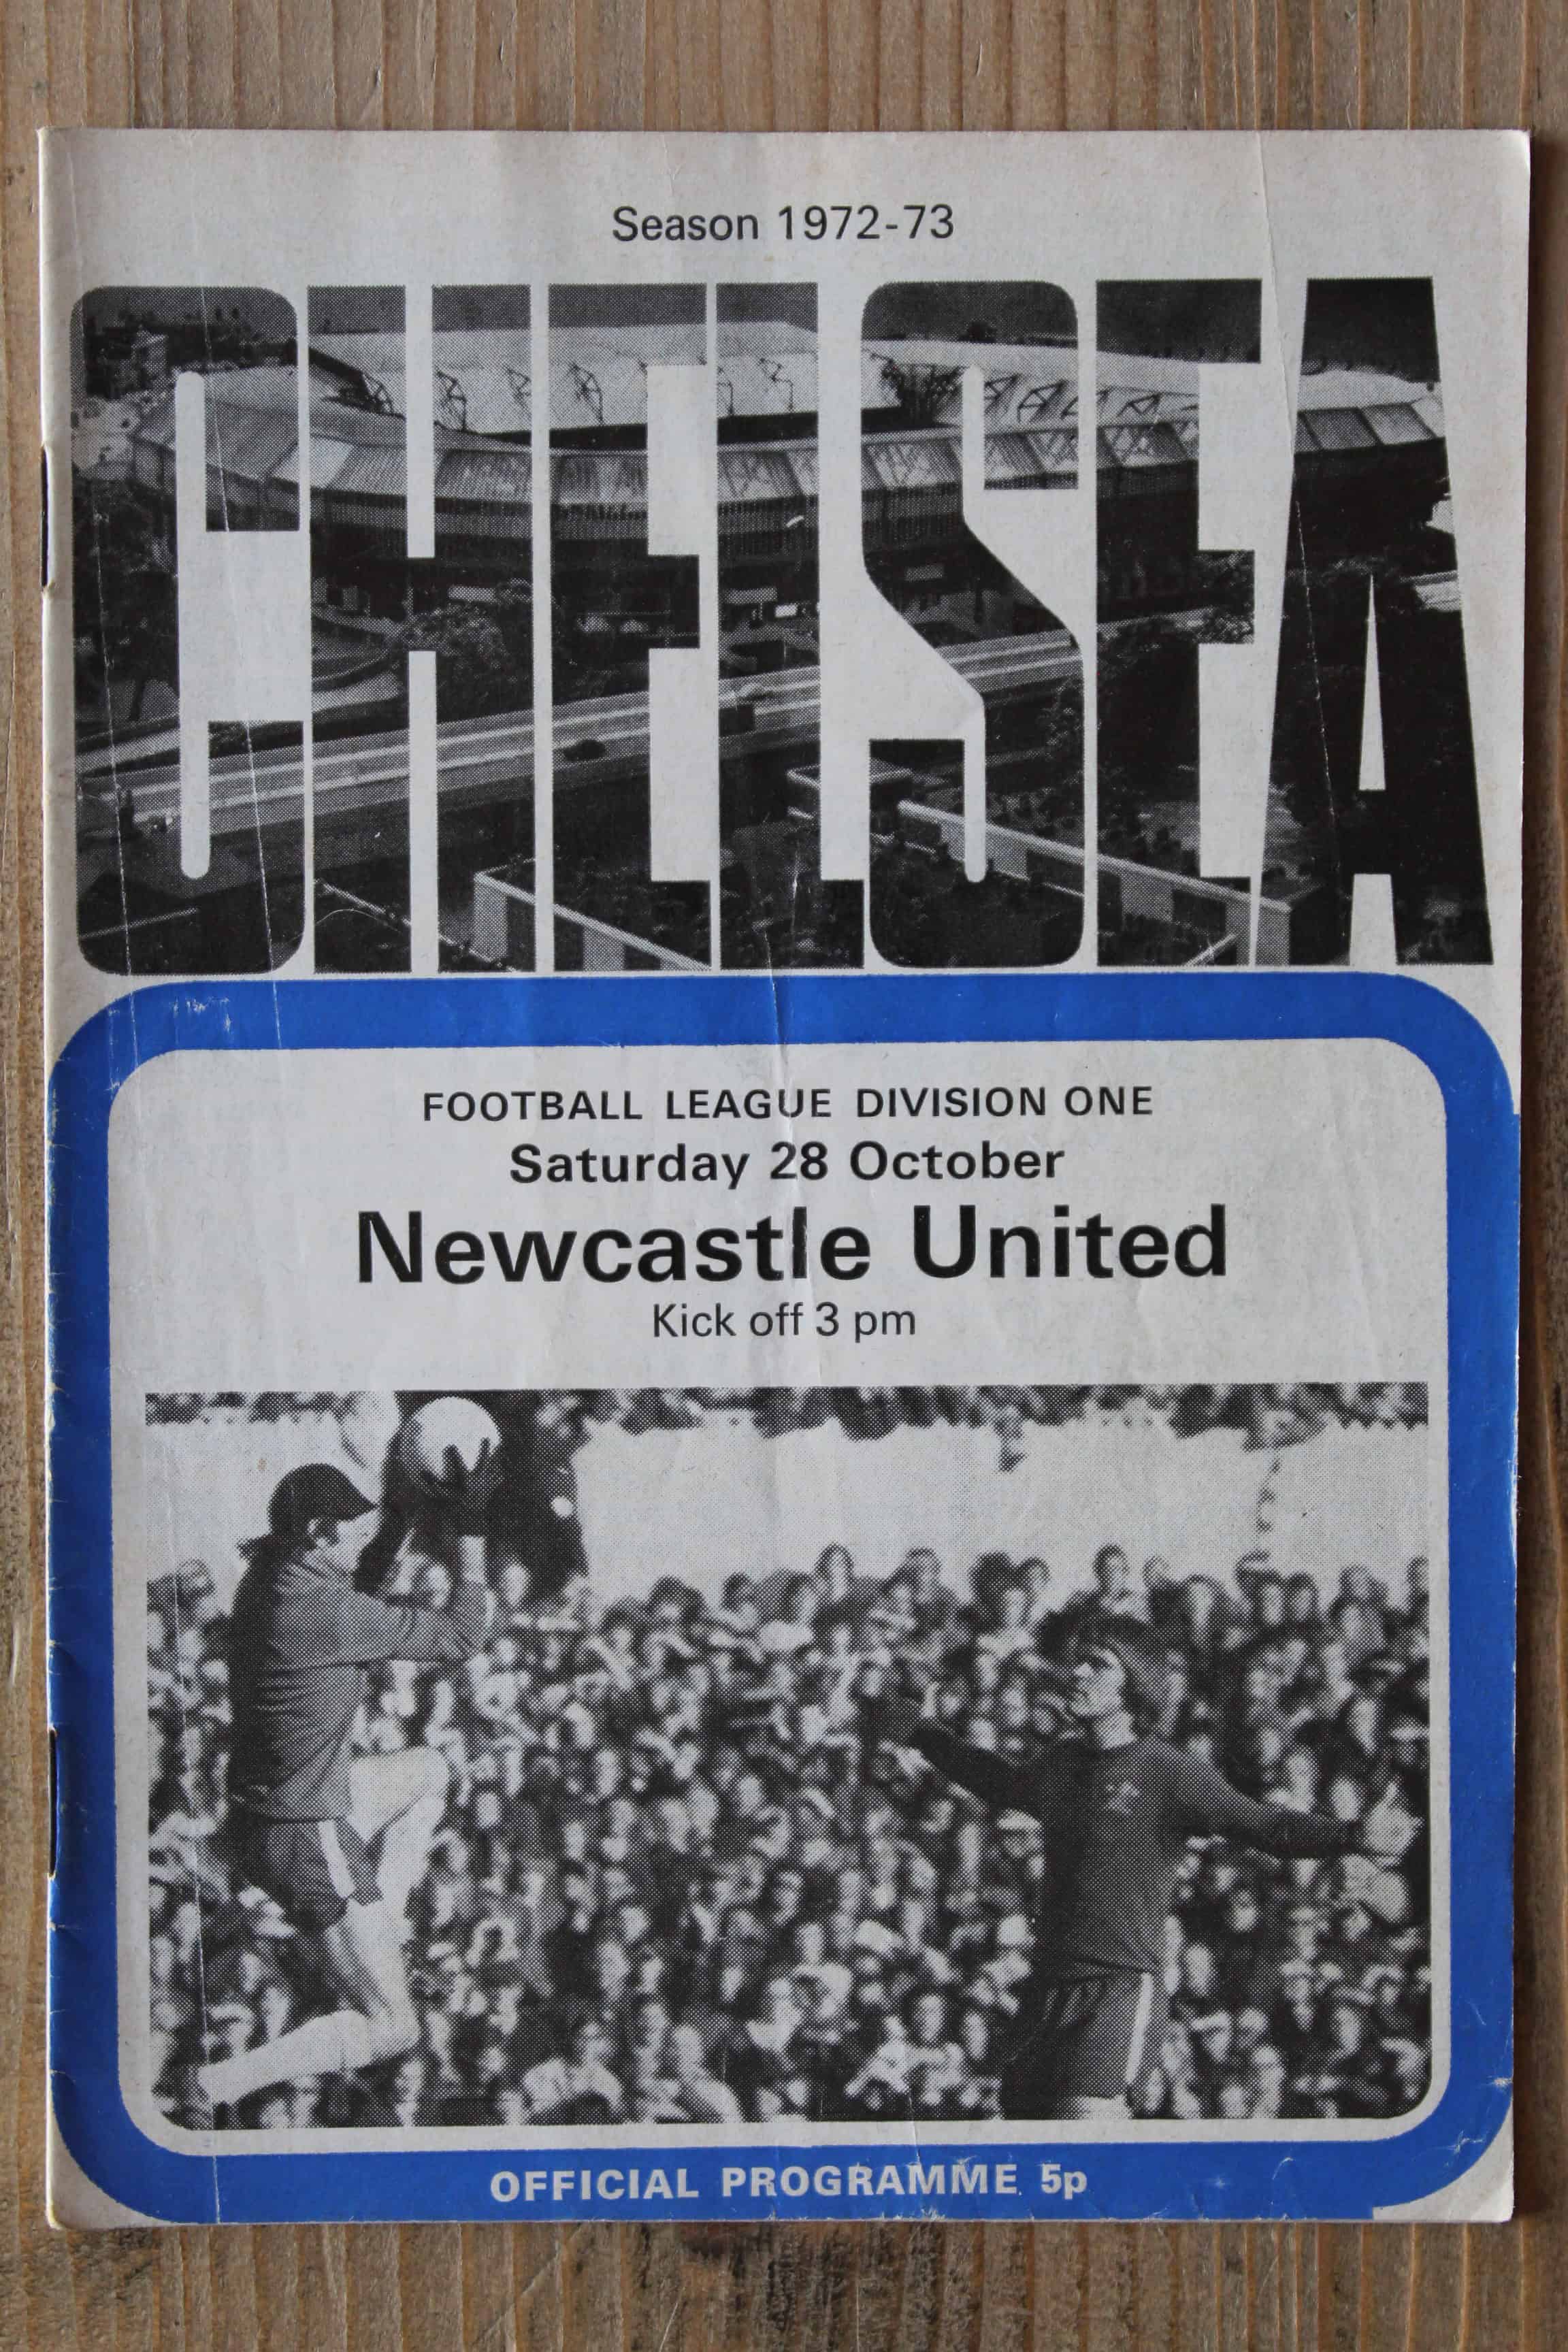 Season 1972-73
CHELSEA
FOOTBALL LEAGUE DIVISION ONE
Saturday 28 October
Newcastle United
Kick off 3 pm
OFFICIAL PROGRAMME 5p